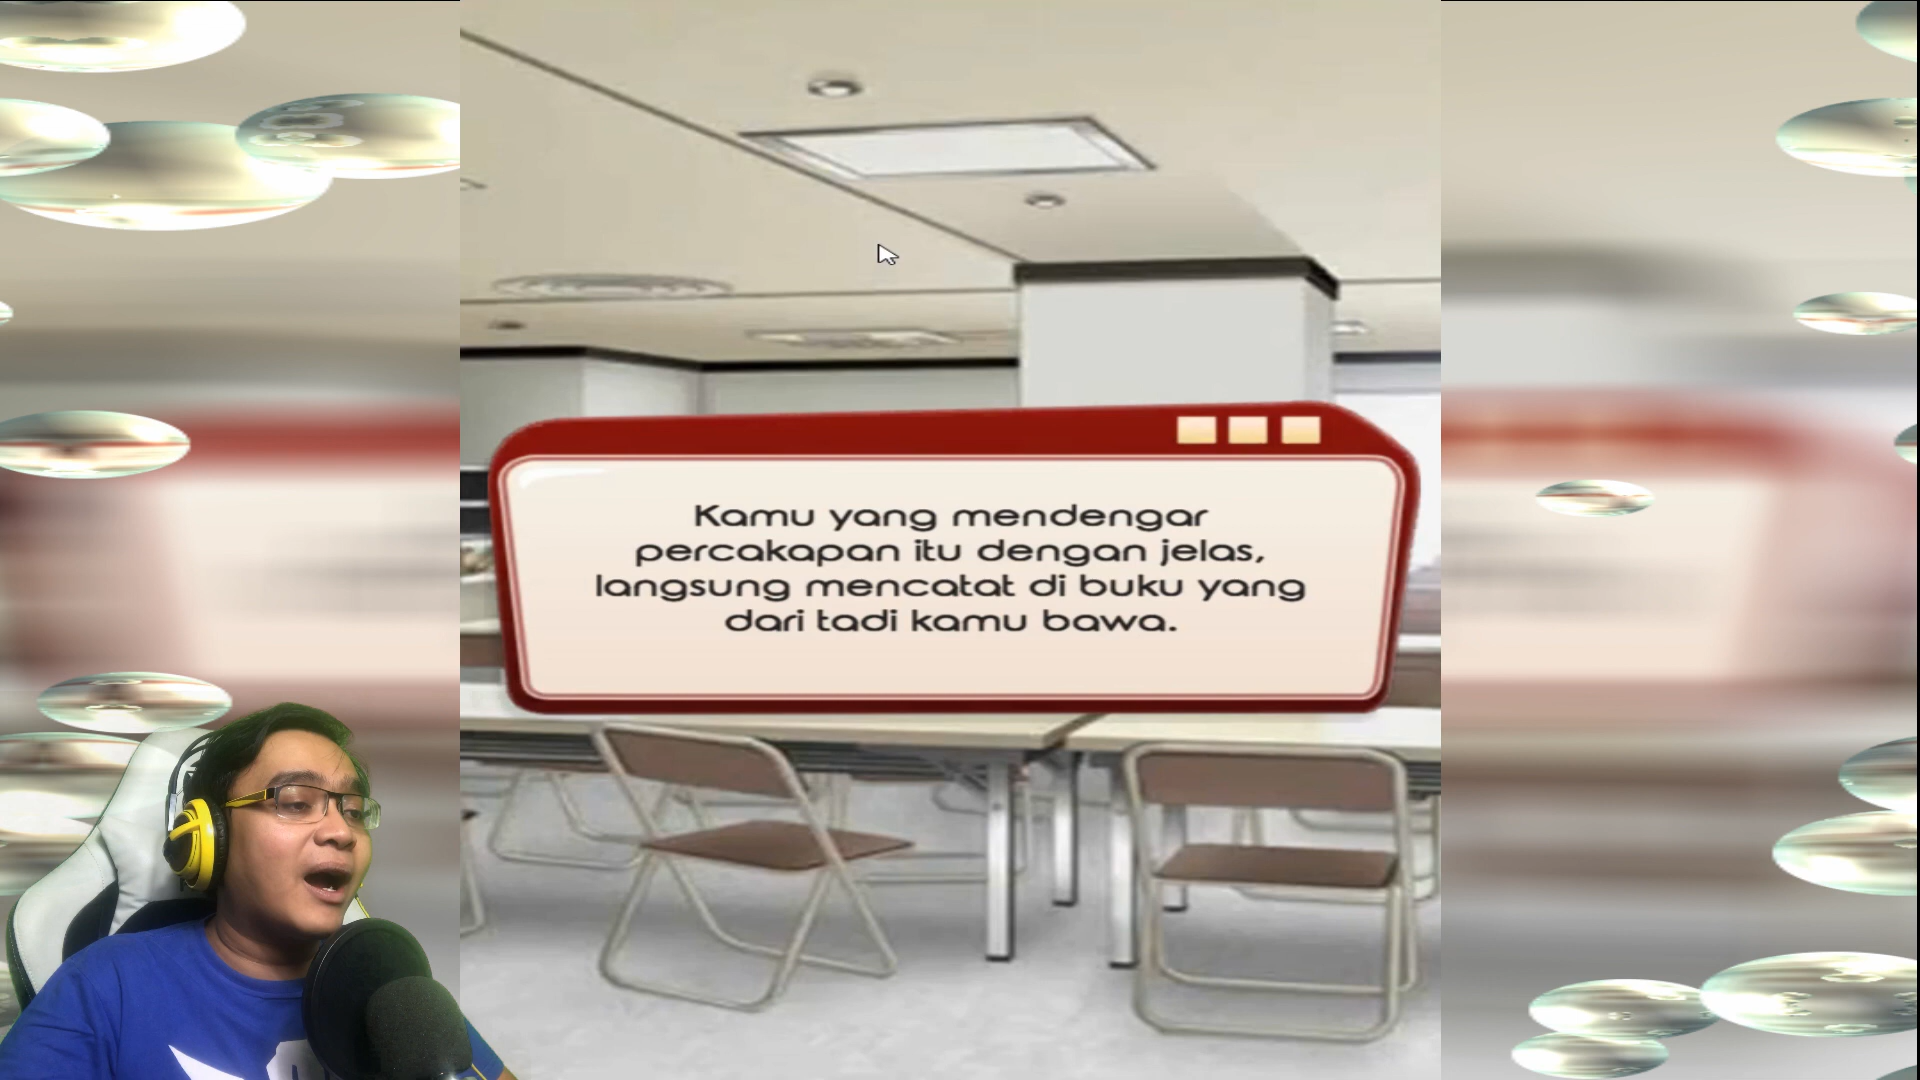 Kamu yang mendengar
percakapan itu dengan jelas,
langsung mencatat di buku yang
dari tadi kamu bawa.